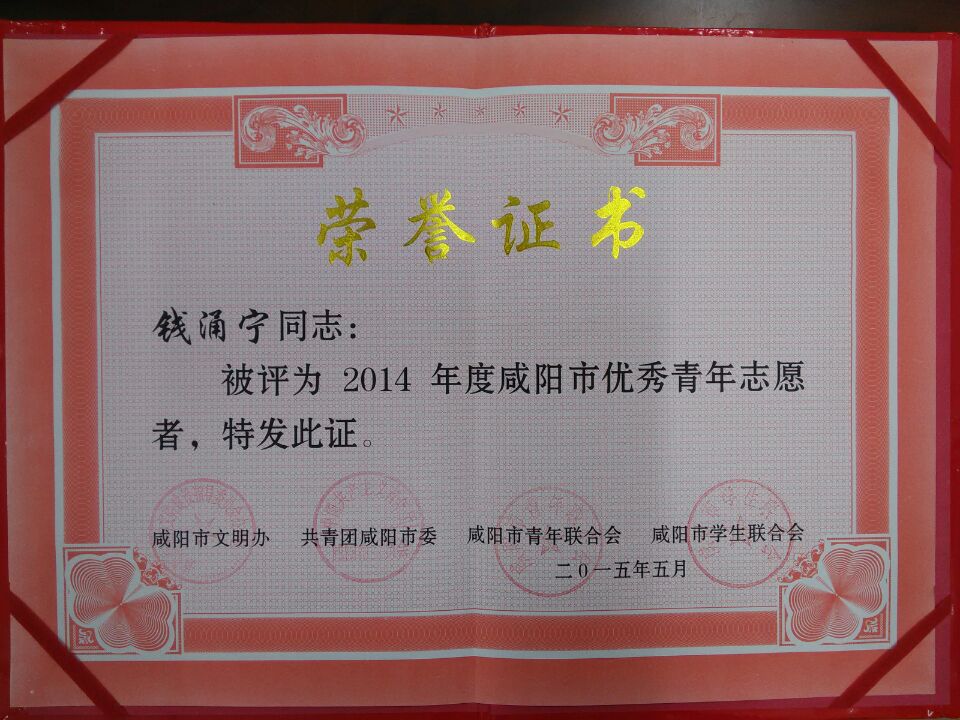 荣誉证书
钱涌宁同志：
被评为 2014 年度咸阳市优秀青年志愿
者，特发此证。
咸阳市文明办 共青团咸阳市委 咸阳市青年联合会 咸阳市学生联合会
二0一五年五月